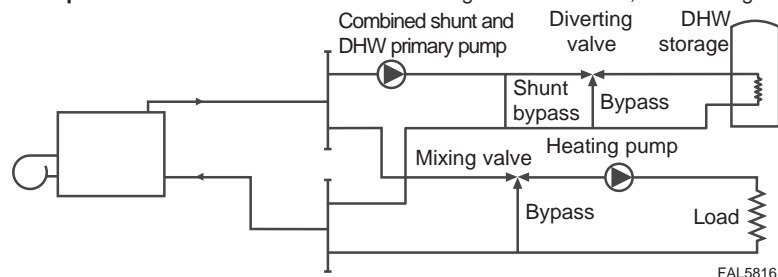 Combined shunt and
DHW primary pump
Diverting
valve
DHW
storage
Shunt
bypass
Bypass
Mixing valve
Heating pump
Bypass
Load
FAL5816